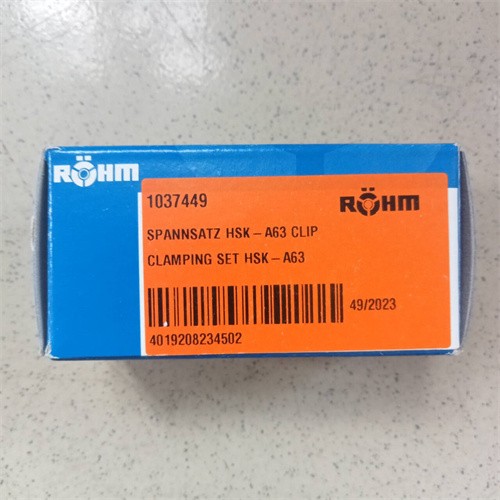 RÖHM
1037449
RÖHM
SPANNSATZ HSK – A63 CLIP
CLAMPING SET HSK – A63
49/2023
4019208234502